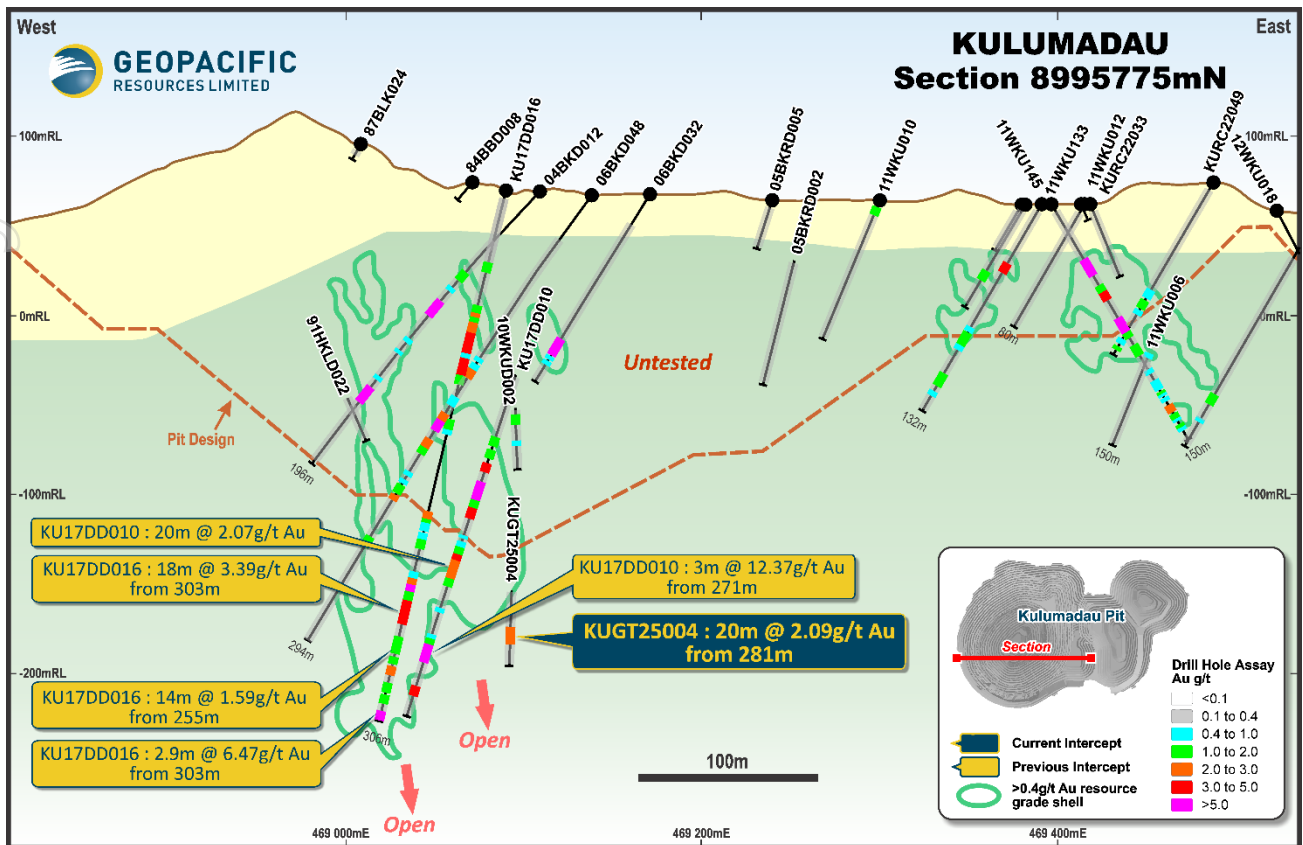 West
East
GEOPACIFIC
RESOURCES LIMITED
KULUMADAU
Section 8995775mN
100mRL
100mRL
87BLK024
84BBD008
KU17DD016
04BKD012
06BKD048
06BKD032
05BKRD005
05BKRD002
11WKU010
11WKU145
11WKU133
11WKU012
KURC22033
KURC22049
12WKU018
0mRL
0mRL
91HKLD022
10WKUD002
KU17DD010
Untested
11WKU006
80m
Pit Design
196m
132m
150m
150m
-100mRL
-100mRL
KUGT25004
KU17DD010 : 20m @ 2.07g/t Au
KU17DD016 : 18m @ 3.39g/t Au
from 303m
KU17DD010 : 3m @ 12.37g/t Au
from 271m
KUGT25004 : 20m @ 2.09g/t Au
from 281m
294m
-200mRL
KU17DD016 : 14m @ 1.59g/t Au
from 255m
KU17DD016 : 2.9m @ 6.47g/t Au
from 303m
306m
Open
Open
100m
Kulumadau Pit
Section
Drill Hole Assay
Au g/t
<0.1
0.1 to 0.4
0.4 to 1.0
1.0 to 2.0
2.0 to 3.0
3.0 to 5.0
>5.0
Current Intercept
Previous Intercept
>0.4g/t Au resource
grade shell
469 000mE
469 200mE
469 400mE